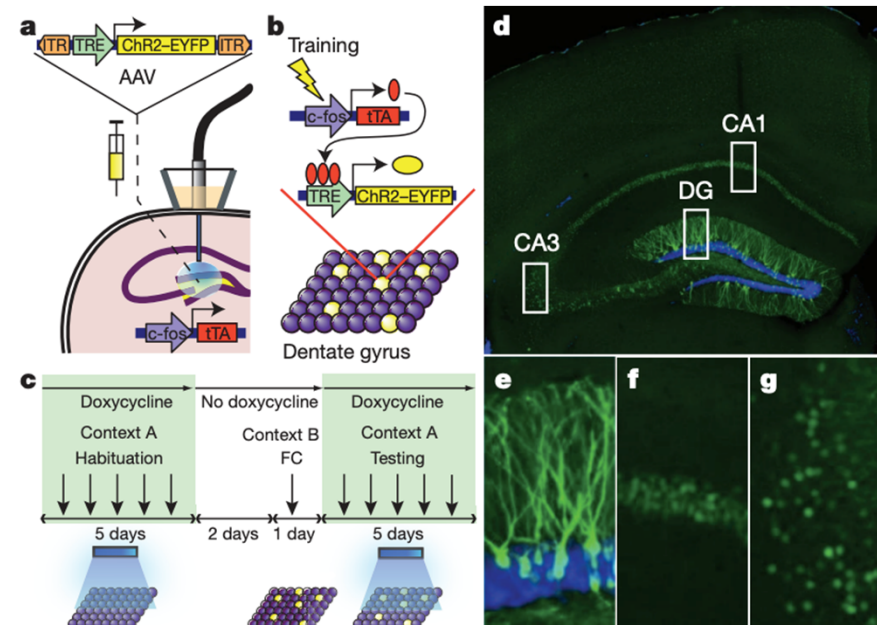 a
ITR TRE ChR2–EYFP ITR
AAV
c-fos tTA
b
Training
c-fos tTA
TRE ChR2–EYFP
Dentate gyrus
c
Doxycycline No doxycycline Doxycycline
Context A Context B Context A
Habituation FC Testing
5 days 2 days 1 day 5 days
d
CA1
DG
CA3
e f g